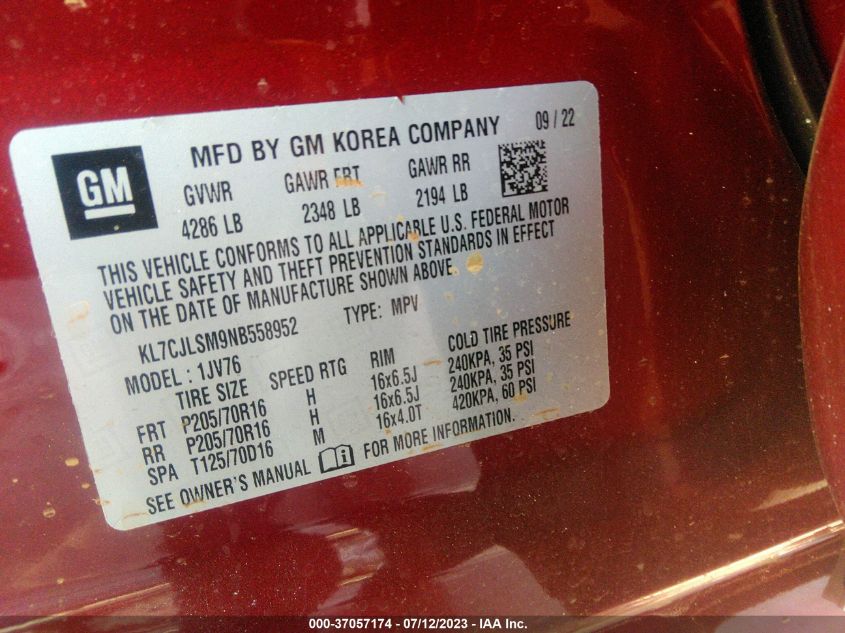 GM
MFD BY GM KOREA COMPANY 09 / 22
GVWR GAWR FRT GAWR RR
4286 LB 2348 LB 2194 LB
THIS VEHICLE CONFORMS TO ALL APPLICABLE U.S. FEDERAL MOTOR
VEHICLE SAFETY AND THEFT PREVENTION STANDARDS IN EFFECT
ON THE DATE OF MANUFACTURE SHOWN ABOVE.
KL7CJLSM9NB558952 TYPE: MPV
MODEL : 1JV76
TIRE SIZE SPEED RTG RIM COLD TIRE PRESSURE
FRT P205/70R16 H 16x6.5J 240KPA, 35 PSI
RR P205/70R16 H 16x6.5J 240KPA, 35 PSI
SPA T125/70D16 M 16x4.0T 420KPA, 60 PSI
SEE OWNER'S MANUAL FOR MORE INFORMATION.
000-37057174 - 07/12/2023 - IAA Inc.